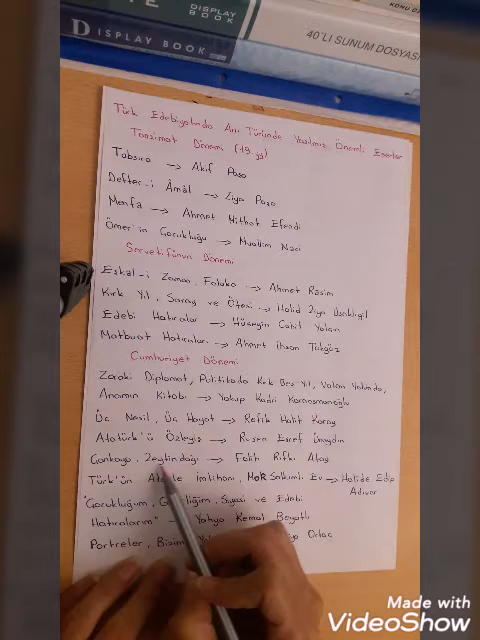 DISPLAY BOOK
DISPLAY BOOK
40'LI SUNUM DOSYASI
Türk Edebiyatında Anı Türünde Yazılmış Önemli Eserler
Tanzimat Dönemi (19.yy)
Tabsıra → Akif Paşa
Defter-i Âmâl → Ziya Paşa
Menfa → Ahmet Mithat Efendi
Ömer'in Çocukluğu → Muallim Naci
Servetifünun Dönemi
Eşkal-i Zaman, Falaka → Ahmet Rasim
Kırk Yıl, Saray ve Ötesi → Halid Ziya Uşaklıgil
Edebi Hatıralar → Hüseyin Cahit Yalçın
Matbuat Hatıraları → Ahmet İhsan Tokgöz
Cumhuriyet Dönemi
Zoraki Diplomat, Politikada Kırk Beş Yıl, Vatan Yolunda,
Anamın Kitabı → Yakup Kadri Karaosmanoğlu
Üç Nesil, Üç Hayat → Refik Halit Karay
Atatürk'ü Özleyiş → Ruşen Eşref Ünaydın
Çankaya, Zeytindağı → Falih Rıfkı Atay
Türk'ün Ateşle İmtihanı, Mor Salkımlı Ev → Halide Edip
Adıvar
"Çocukluğum, Gençliğim, Siyasi ve Edebi
Hatıralarım" → Yahya Kemal Beyatlı
Portreler, Bizim Orhaç
Made with
VideoShow